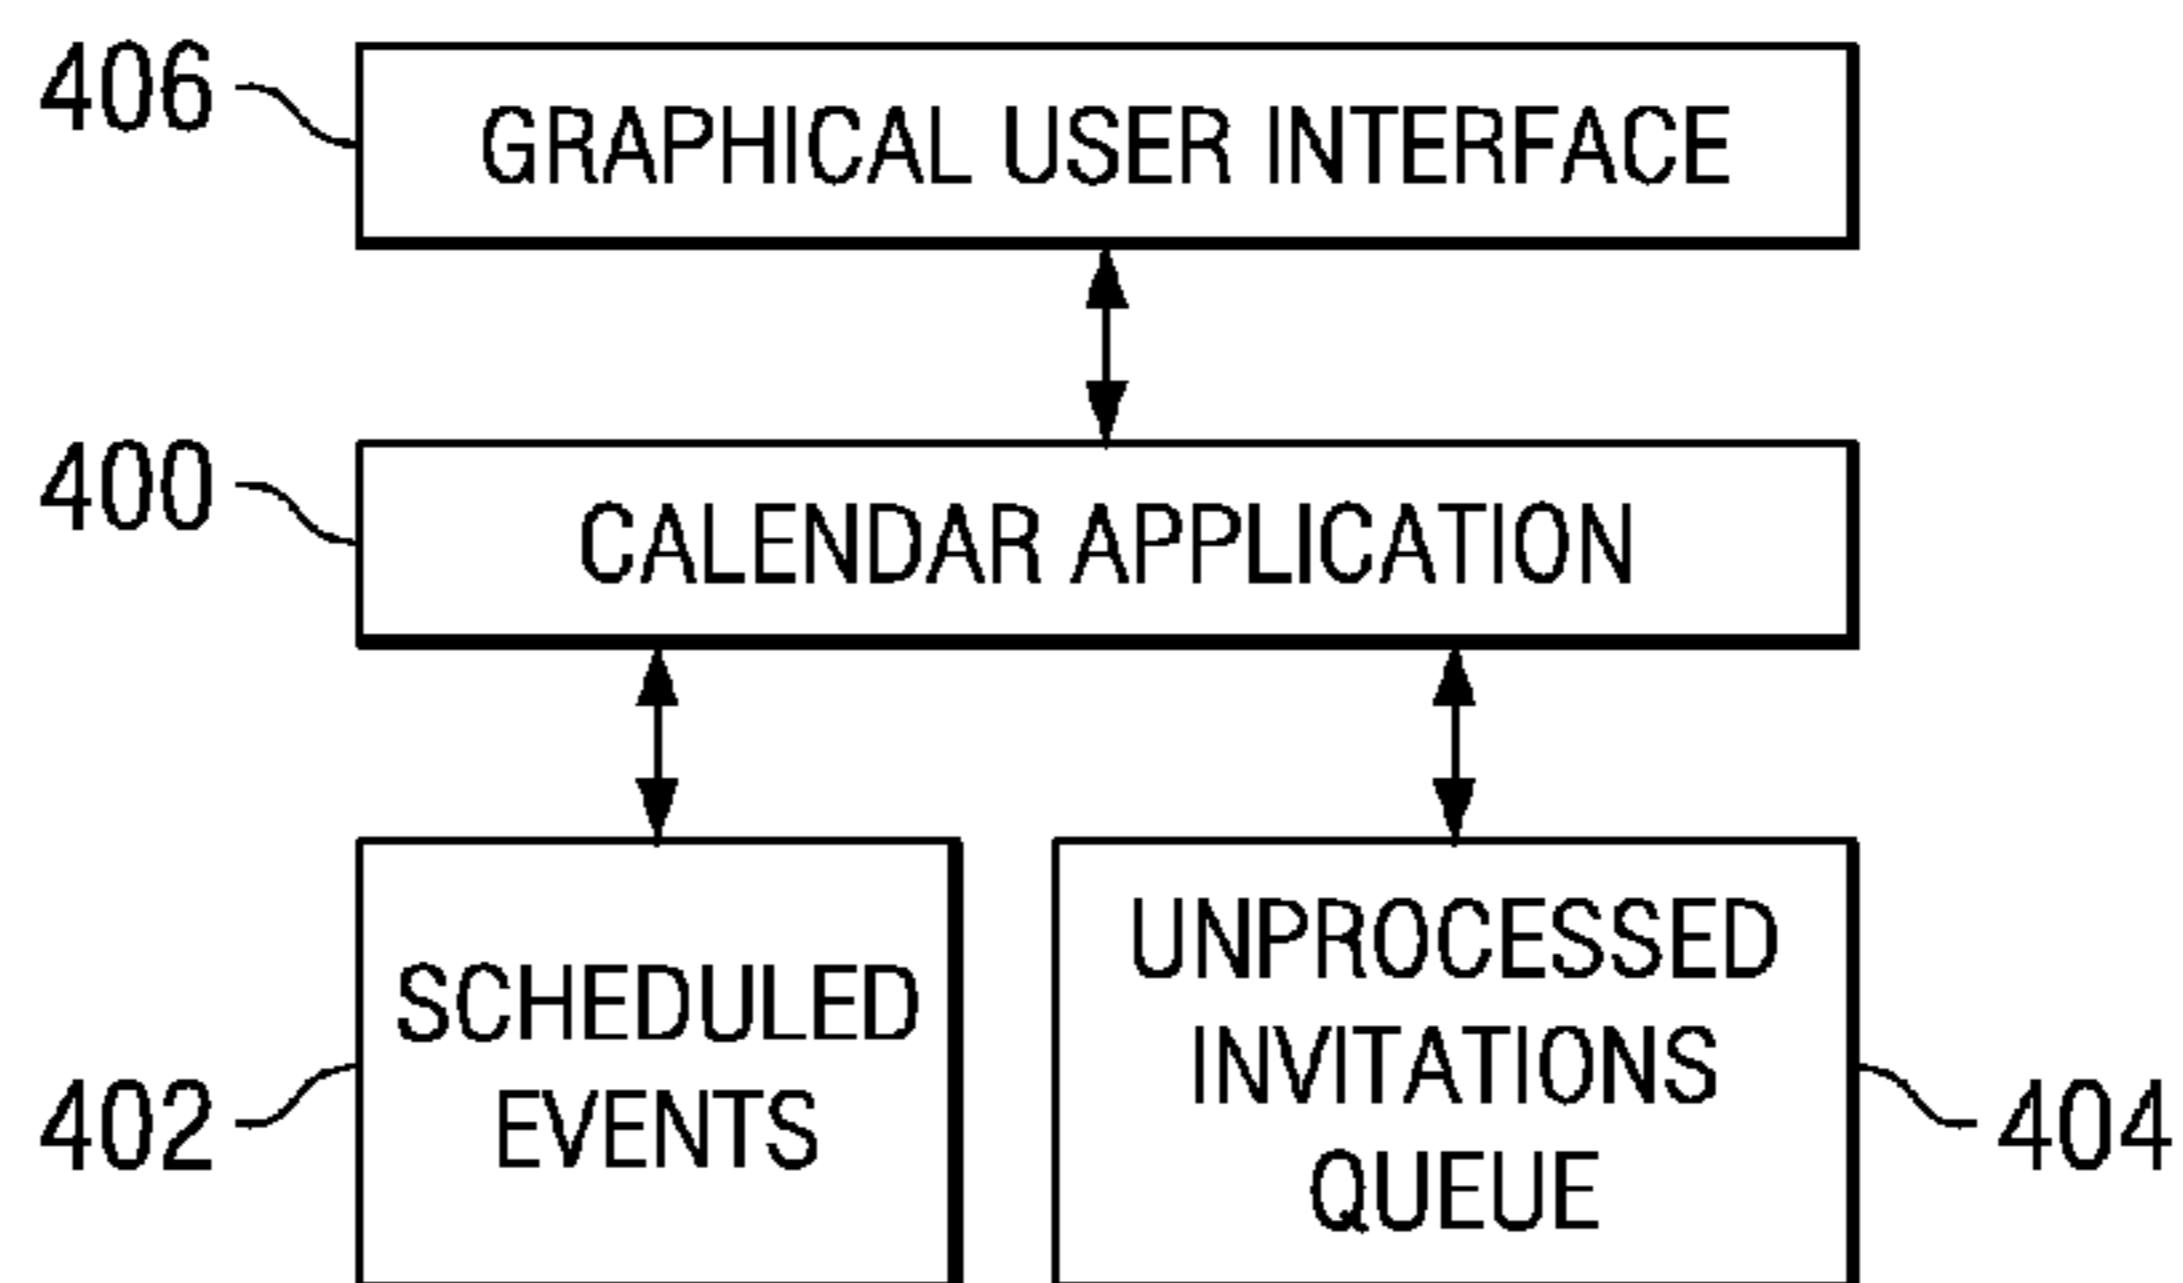 406
GRAPHICAL USER INTERFACE
400
CALENDAR APPLICATION
SCHEDULED
EVENTS
402
UNPROCESSED
INVITATIONS
QUEUE
404